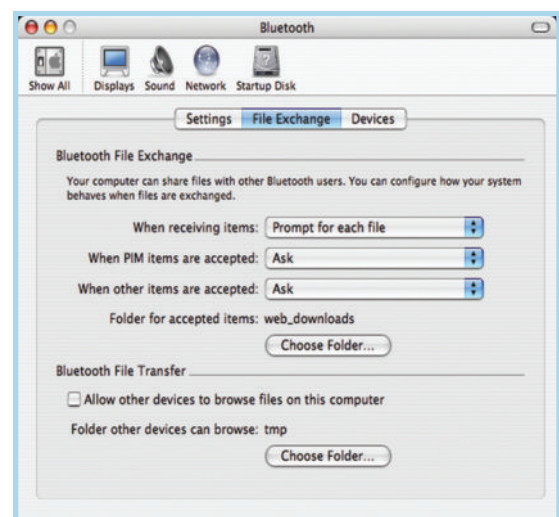 Bluetooth
Show All Displays Sound Network Startup Disk
Settings File Exchange Devices
Bluetooth File Exchange
Your computer can share files with other Bluetooth users. You can configure how your system
behaves when files are exchanged.
When receiving items: Prompt for each file
When PIM items are accepted: Ask
When other items are accepted: Ask
Folder for accepted items: web_downloads
Choose Folder...
Bluetooth File Transfer
Allow other devices to browse files on this computer
Folder other devices can browse: tmp
Choose Folder...